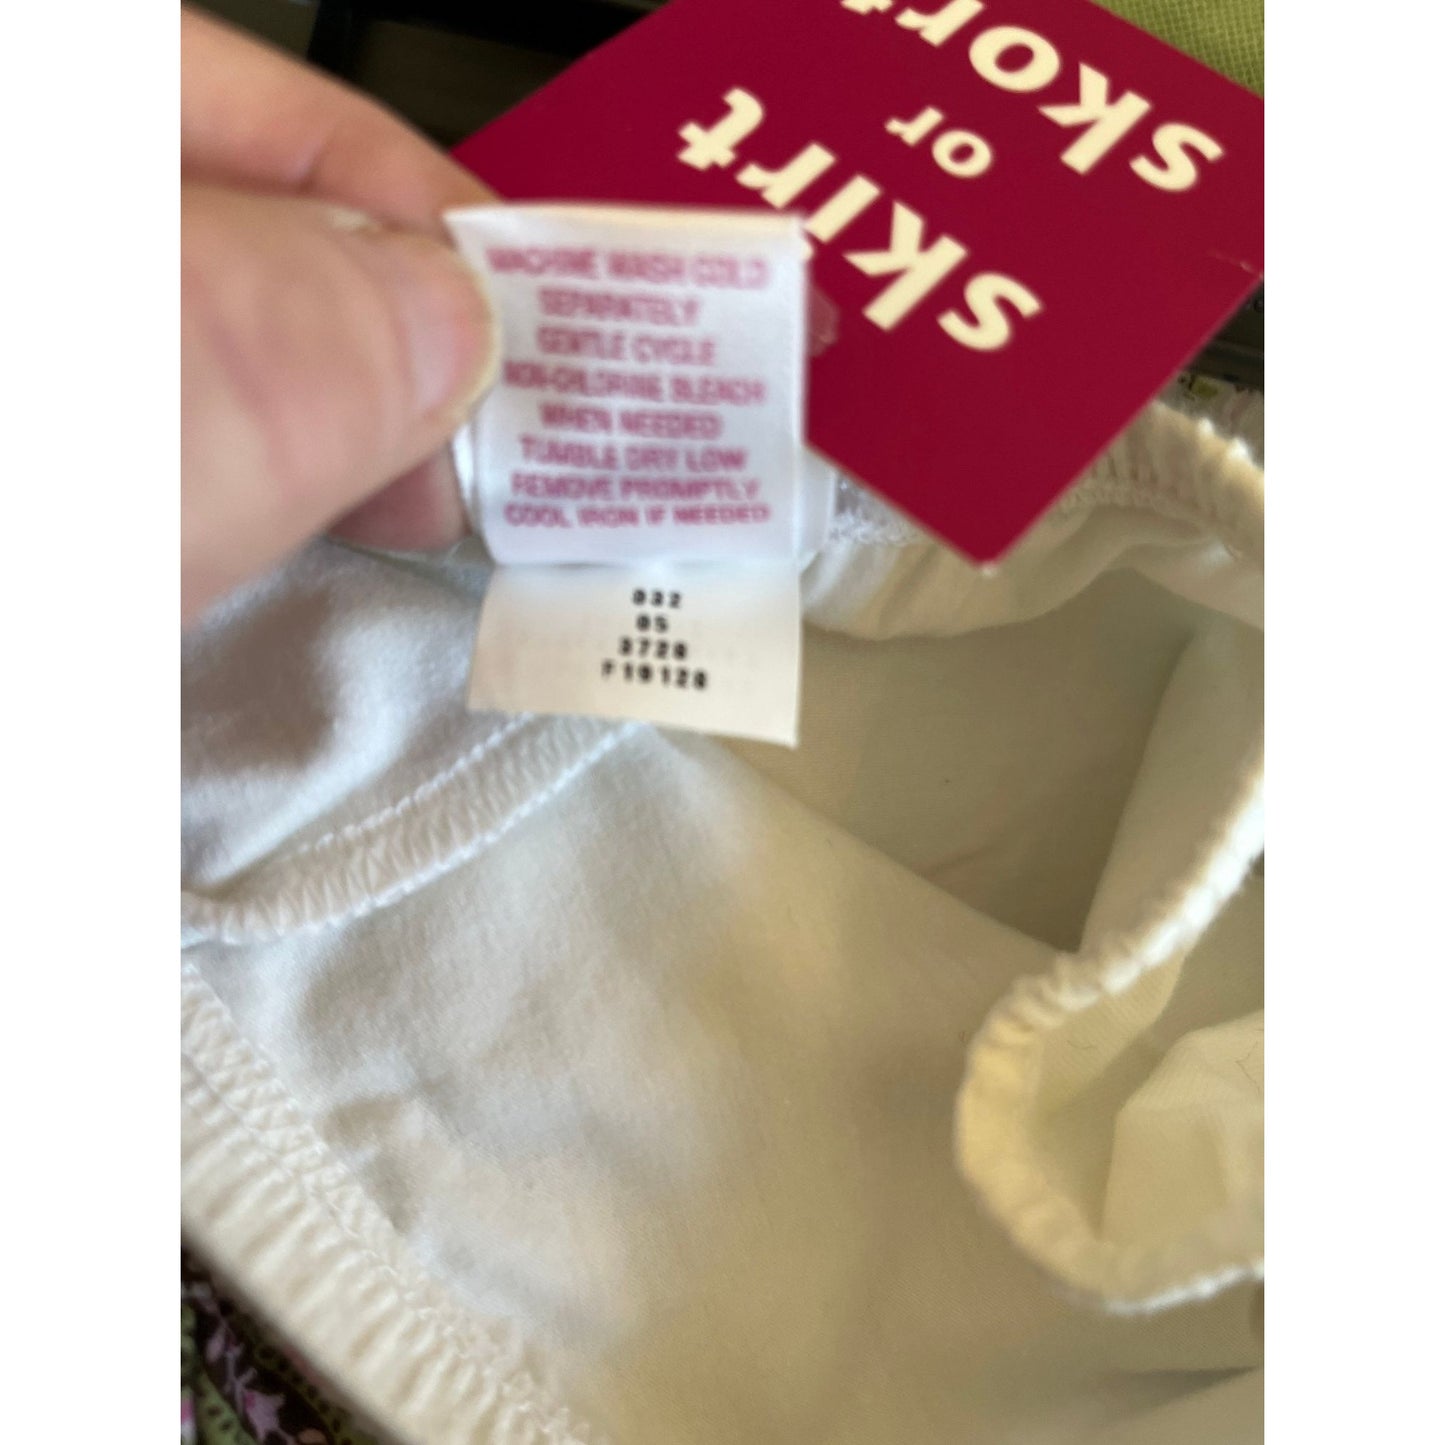 skirt
or
skort
MACHINE WASH COLD
SEPARATELY
GENTLE CYCLE
NON-CHLORINE BLEACH
WHEN NEEDED
TUMBLE DRY LOW
REMOVE PROMPTLY
COOL IRON IF NEEDED
032
05
3728
F19128